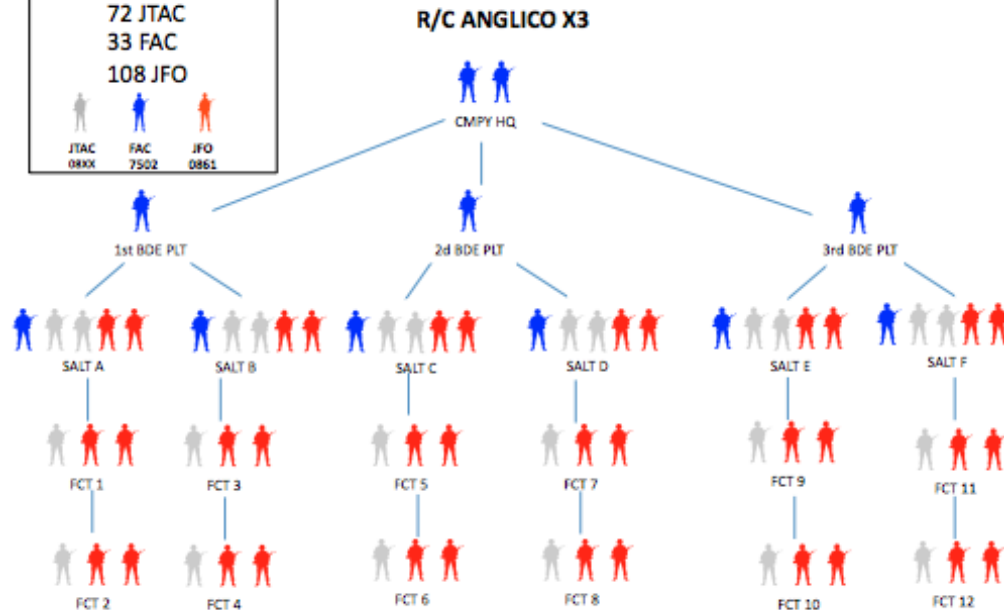 72 JTAC
33 FAC
108 JFO
JTAC FAC JFO
08XX 7502 0861
R/C ANGLICO X3
CMPY HQ
1st BDE PLT 2d BDE PLT 3rd BDE PLT
SALT A SALT B SALT C SALT D SALT E SALT F
FCT 1 FCT 3 FCT 5 FCT 7 FCT 9 FCT 11
FCT 2 FCT 4 FCT 6 FCT 8 FCT 10 FCT 12